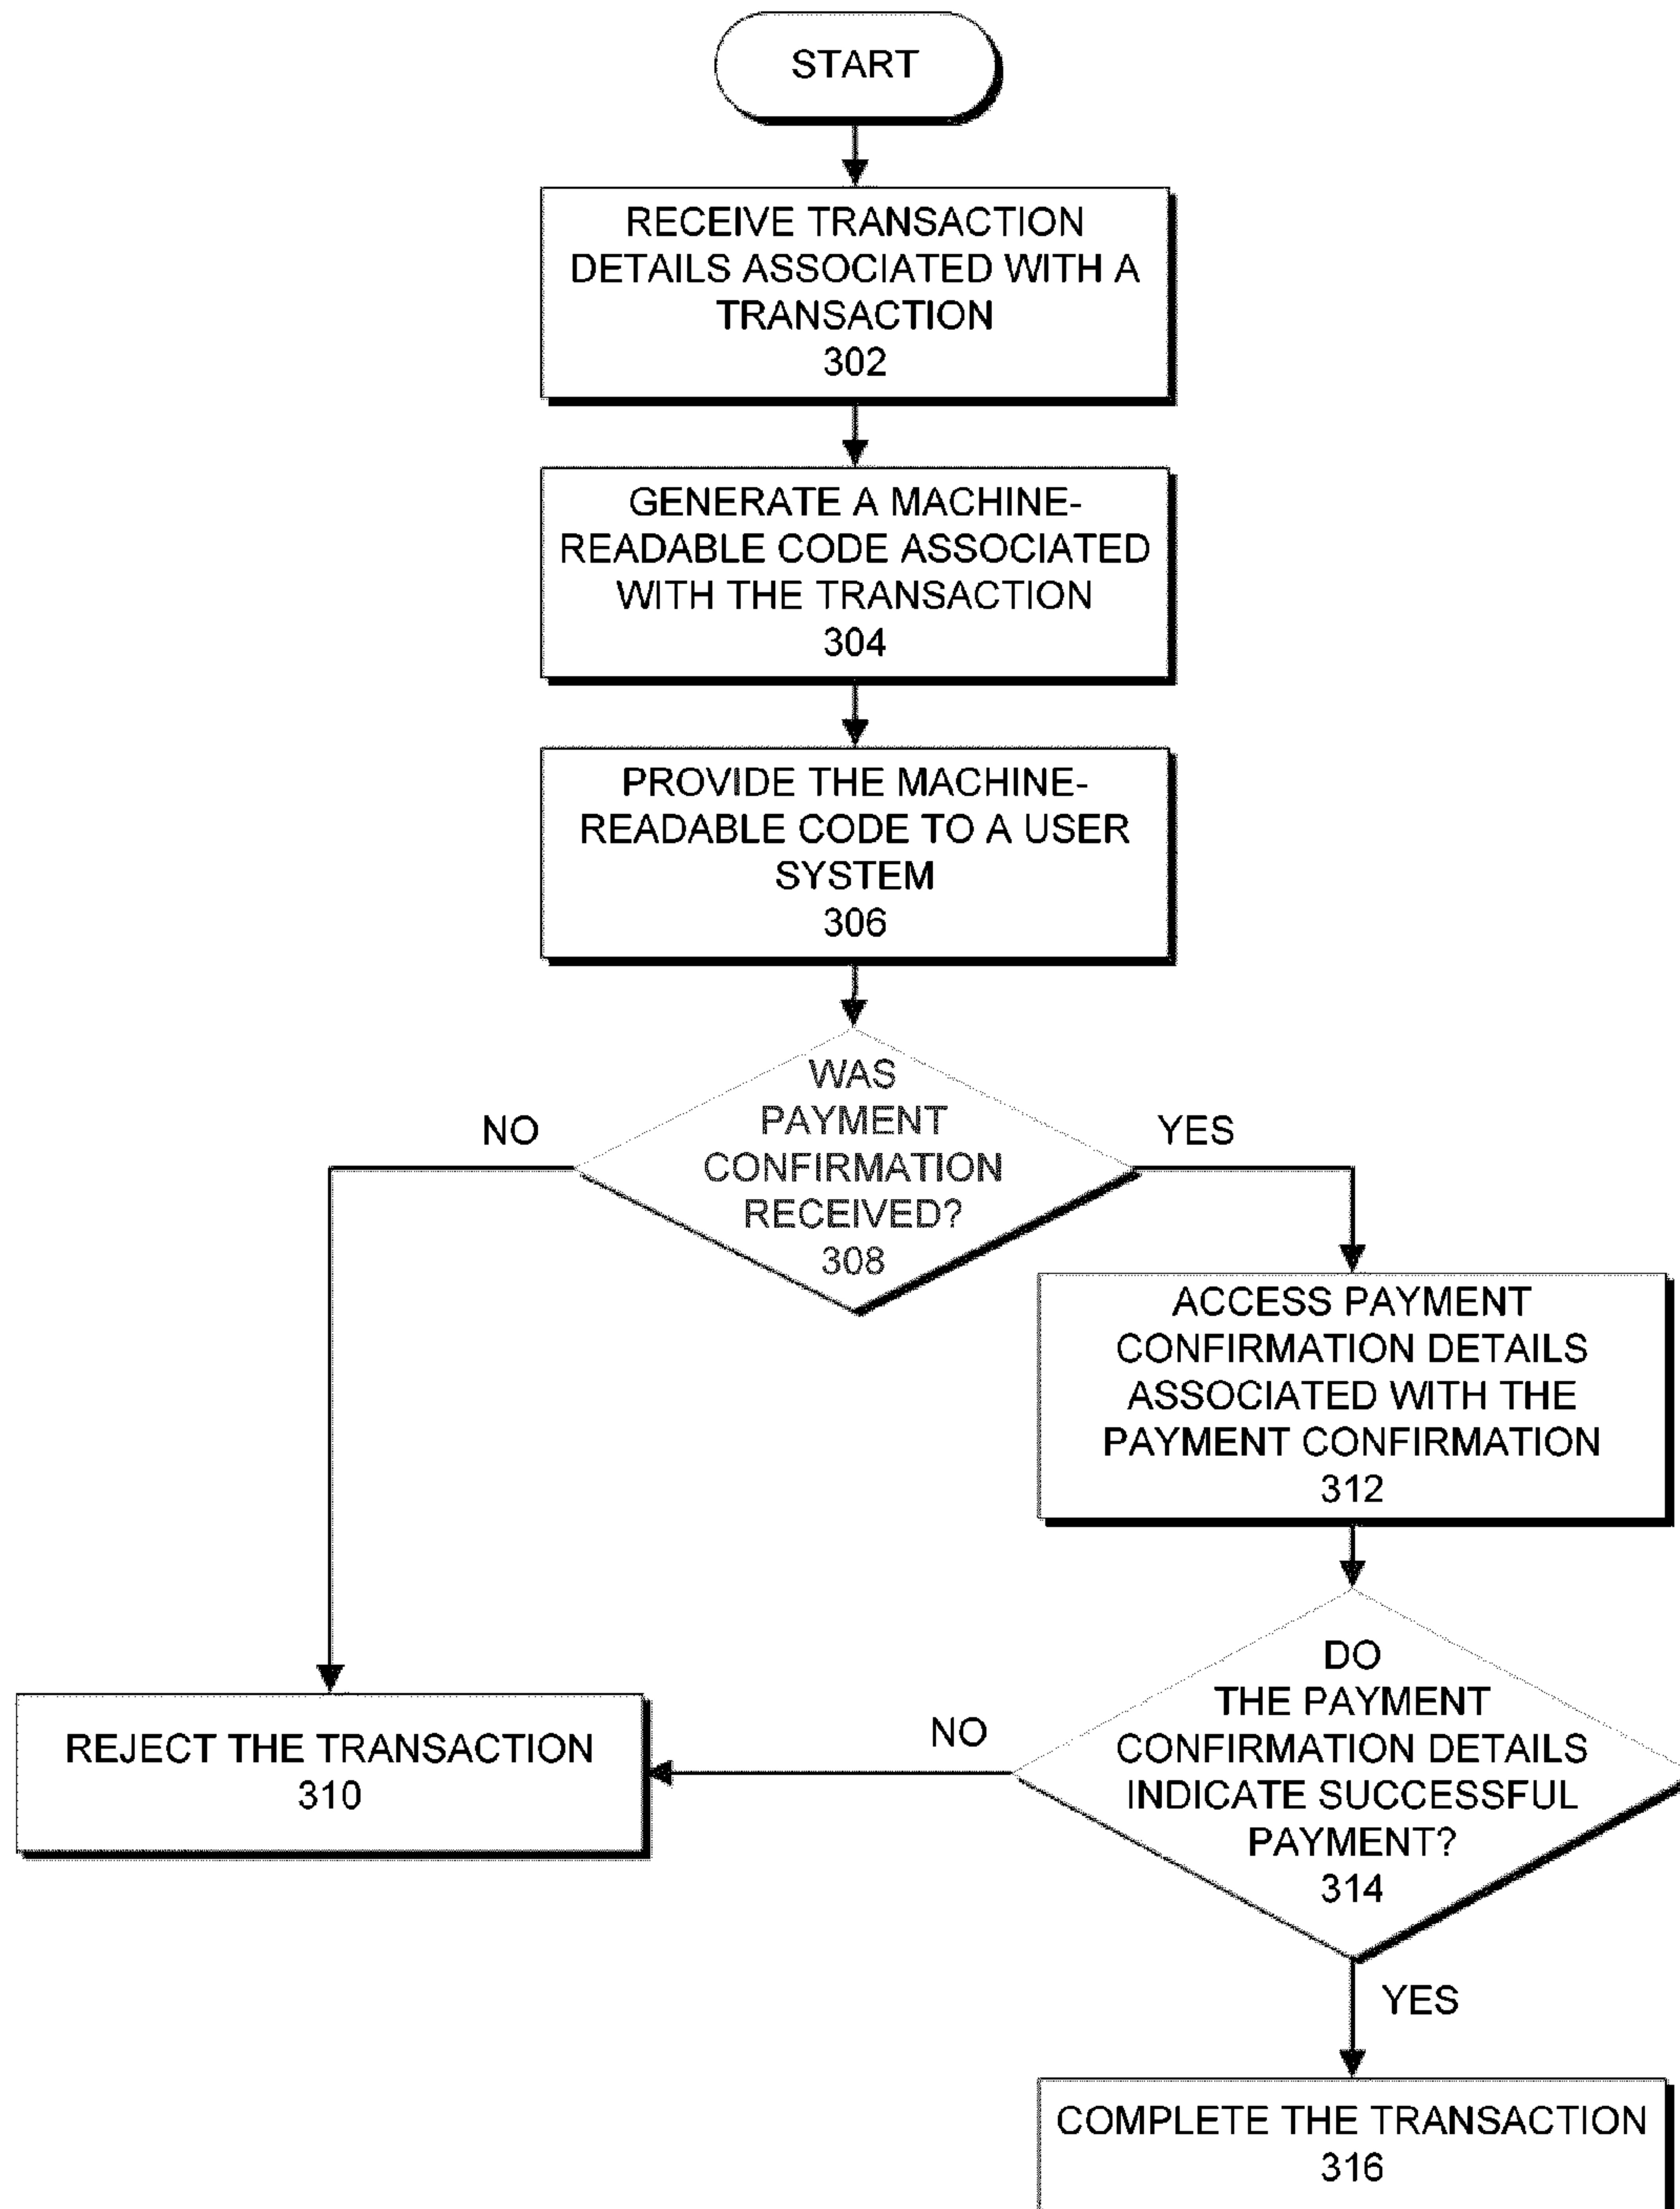 START
RECEIVE TRANSACTION
DETAILS ASSOCIATED WITH A
TRANSACTION
302
GENERATE A MACHINE-
READABLE CODE ASSOCIATED
WITH THE TRANSACTION
304
PROVIDE THE MACHINE-
READABLE CODE TO A USER
SYSTEM
306
WAS
PAYMENT
CONFIRMATION
RECEIVED?
308
NO
YES
ACCESS PAYMENT
CONFIRMATION DETAILS
ASSOCIATED WITH THE
PAYMENT CONFIRMATION
312
DO
THE PAYMENT
CONFIRMATION DETAILS
INDICATE SUCCESSFUL
PAYMENT?
314
NO
REJECT THE TRANSACTION
310
YES
COMPLETE THE TRANSACTION
316